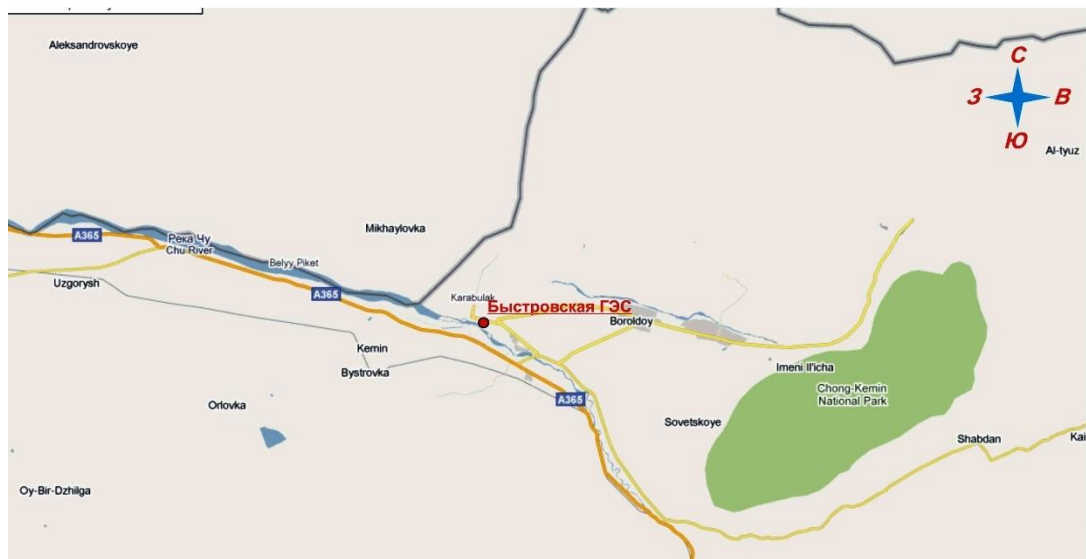 Aleksandrovskoye
С
З
В
Ю
Al-tyuz
Mikhaylovka
A365
Река Чу
Chu River
Belyy Piket
Uzgorysh
A365
Karabulak
Быстровская ГЭС
Boroldoy
Kemin
Bystrovka
Imeni Il'icha
Chong-Kemin
National Park
A365
Orlovka
Sovetskoye
Shabdan
Kai
Oy-Bir-Dzhilga